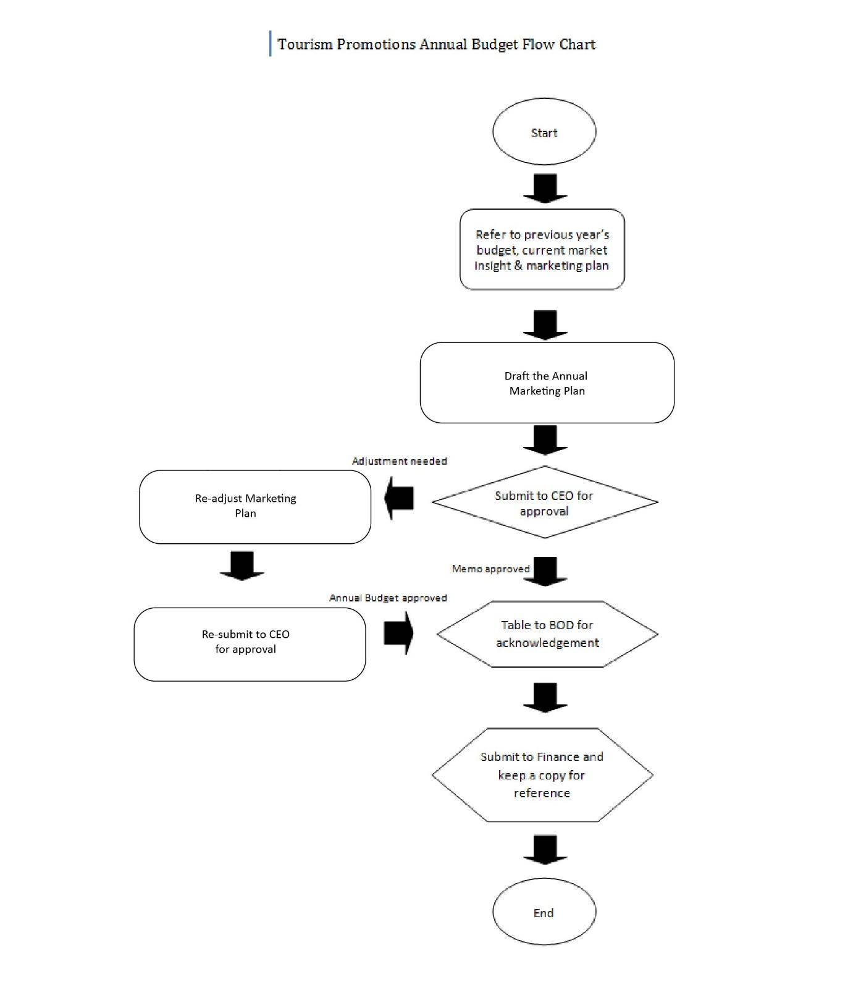 Tourism Promotions Annual Budget Flow Chart
Start
Refer to previous year's
budget, current market
insight & marketing plan
Draft the Annual
Marketing Plan
Adjustment needed
Submit to CEO for
approval
Re-adjust Marketing
Plan
Memo approved
Annual Budget approved
Table to BOD for
acknowledgement
Re-submit to CEO
for approval
Submit to Finance and
keep a copy for
reference
End